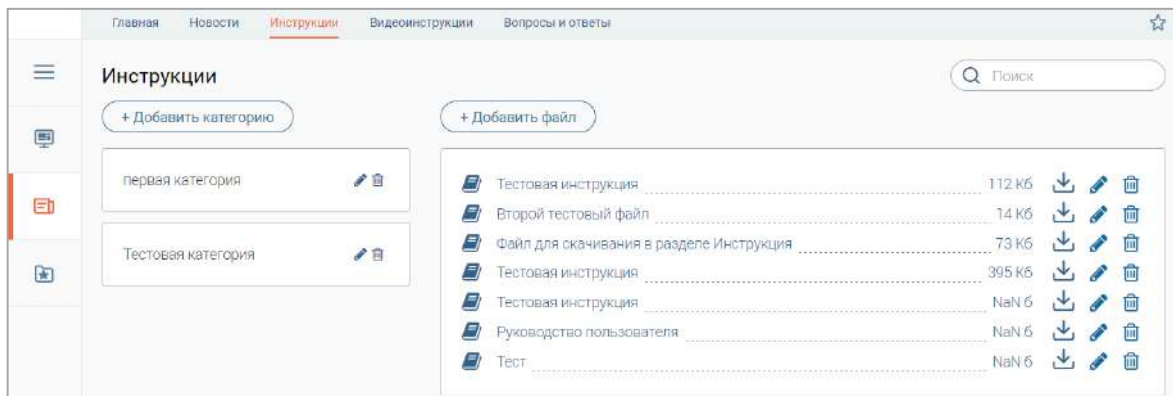 Главная Новости Инструкции Видеоинструкции Вопросы и ответы
Инструкции
Поиск
+ Добавить категорию
+ Добавить файл
первая категория
Тестовая категория
Тестовая инструкция 112 Кб
Второй тестовый файл 14 Кб
Файл для скачивания в разделе Инструкция 73 Кб
Тестовая инструкция 395 Кб
Тестовая инструкция NaN б
Руководство пользователя NaN б
Тест NaN б